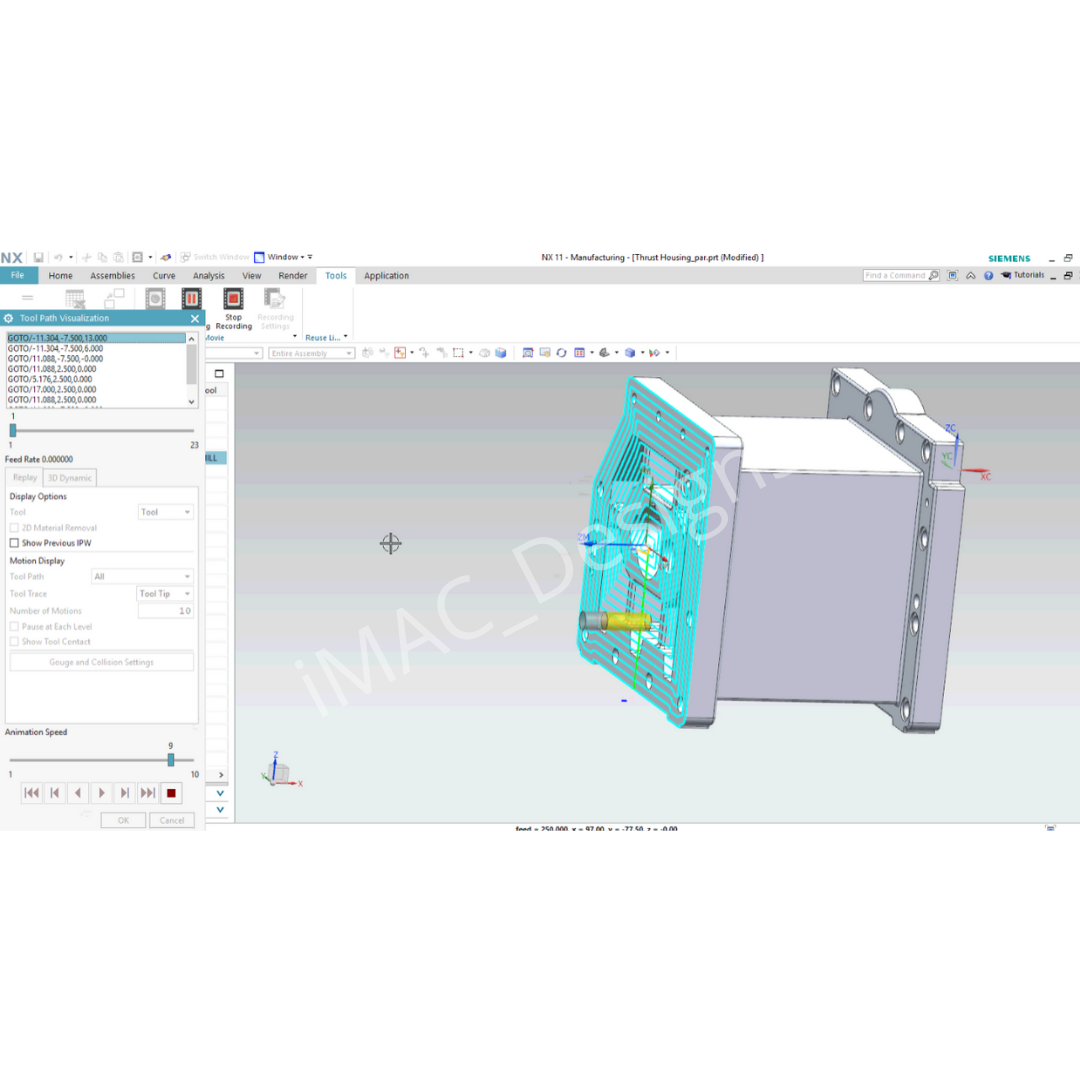 NX
Switch Window
Window
NX 11 - Manufacturing - [Thrust Housing_par.prt (Modified) ]
SIEMENS
File
Home
Assemblies
Curve
Analysis
View
Render
Tools
Application
Find a Command
Tutorials
Stop
Recording
Recording
Settings
Movie
Reuse Li...
Tool Path Visualization
Entire Assembly
GOTO/-11.304,-7.500,13.000
GOTO/-11.304,-7.500,6.000
GOTO/11.088,-7.500,-0.000
GOTO/11.088,2.500,0.000
GOTO/5.176,2.500,0.000
GOTO/17.000,2.500,0.000
GOTO/11.088,2.500,0.000
ool
1
1
23
Feed Rate 0.000000
ILL
Replay
3D Dynamic
Display Options
Tool
Tool
2D Material Removal
Show Previous IPW
Motion Display
Tool Path
All
Tool Trace
Tool Tip
Number of Motions
10
Pause at Each Level
Show Tool Contact
Gouge and Collision Settings
Animation Speed
9
1
10
OK
Cancel
ZC
YC
XC
Z
Y
X
iMAC_Designs
feed = 250.000, x = 97.00, y = -77.50, z = -0.00